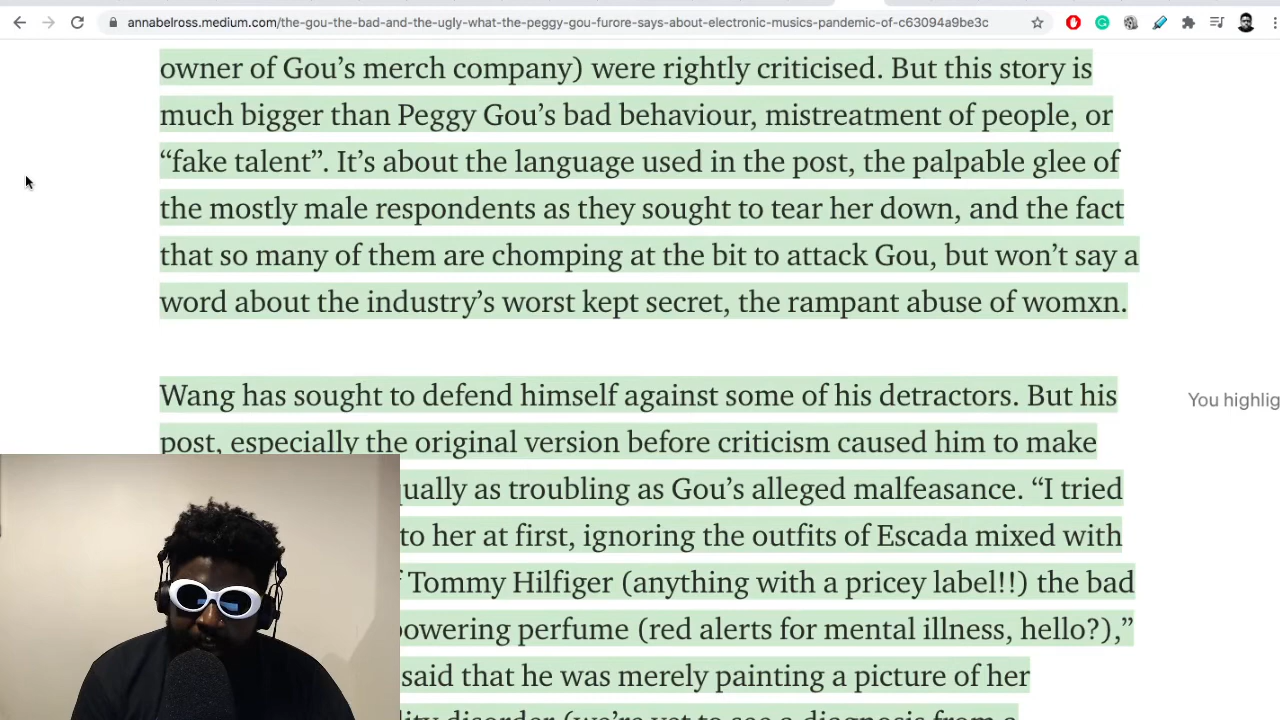 annabelross.medium.com/the-gou-the-bad-and-the-ugly-what-the-peggy-gou-furore-says-about-electronic-musics-pandemic-of-c63094a9be3c
owner of Gou’s merch company) were rightly criticised. But this story is
much bigger than Peggy Gou’s bad behaviour, mistreatment of people, or
“fake talent”. It’s about the language used in the post, the palpable glee of
the mostly male respondents as they sought to tear her down, and the fact
that so many of them are chomping at the bit to attack Gou, but won’t say a
word about the industry’s worst kept secret, the rampant abuse of womxn.
Wang has sought to defend himself against some of his detractors. But his
You highlig
post, especially the original version before criticism caused him to make
ually as troubling as Gou’s alleged malfeasance. “I tried
to her at first, ignoring the outfits of Escada mixed with
Tommy Hilfiger (anything with a pricey label!!) the bad
powering perfume (red alerts for mental illness, hello?),”
said that he was merely painting a picture of her
lity disorder (we’re yet to see a diagnosis from a